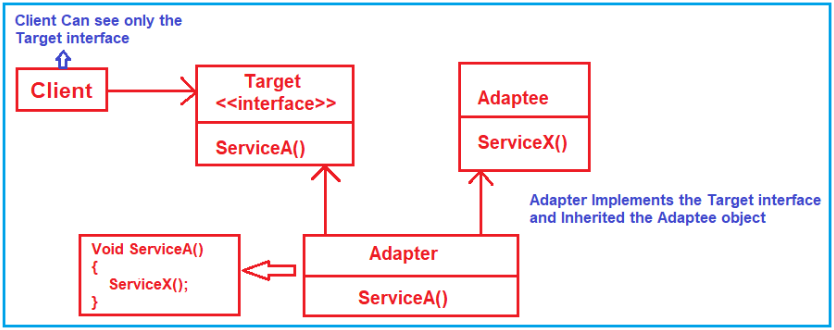 Client Can see only the
Target interface
Client
Target
<<interface>>
ServiceA()
Adaptee
ServiceX()
Adapter Implements the Target interface
and Inherited the Adaptee object
Void ServiceA()
{
ServiceX();
}
Adapter
ServiceA()